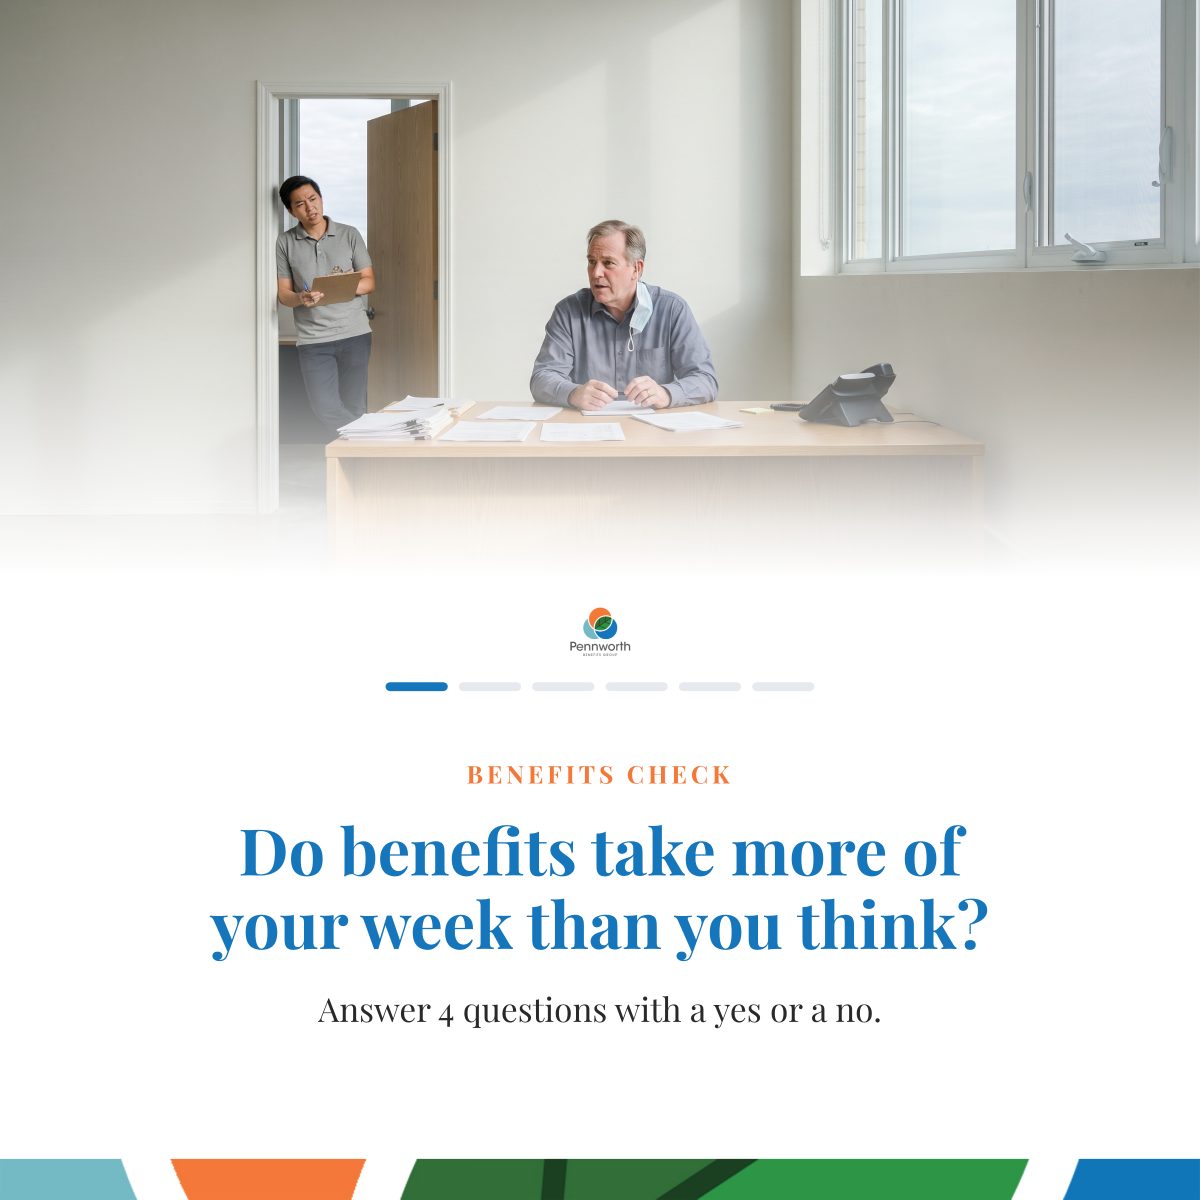 Pennworth
BENEFITS GROUP
BENEFITS CHECK
Do benefits take more of
your week than you think?
Answer 4 questions with a yes or a no.